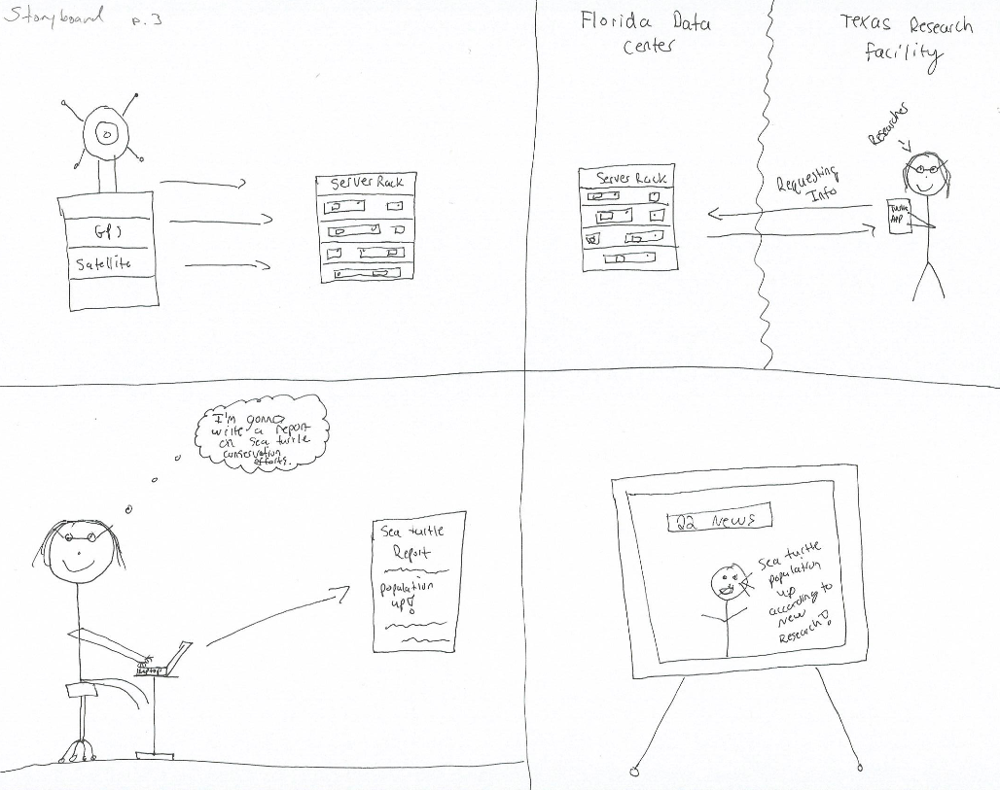 Storyboard p.3
GPS
Satellite
Server Rack
Florida Data
Center
Texas Research
facility
Researcher
Server Rack
Requesting
Info
Turtle
App
I'm gonna
write a report
on sea turtle
conservation
efforts.
Laptop
Sea turtle
Report
population
up!
Q2 News
Sea turtle
population
up
according to
new
Research!